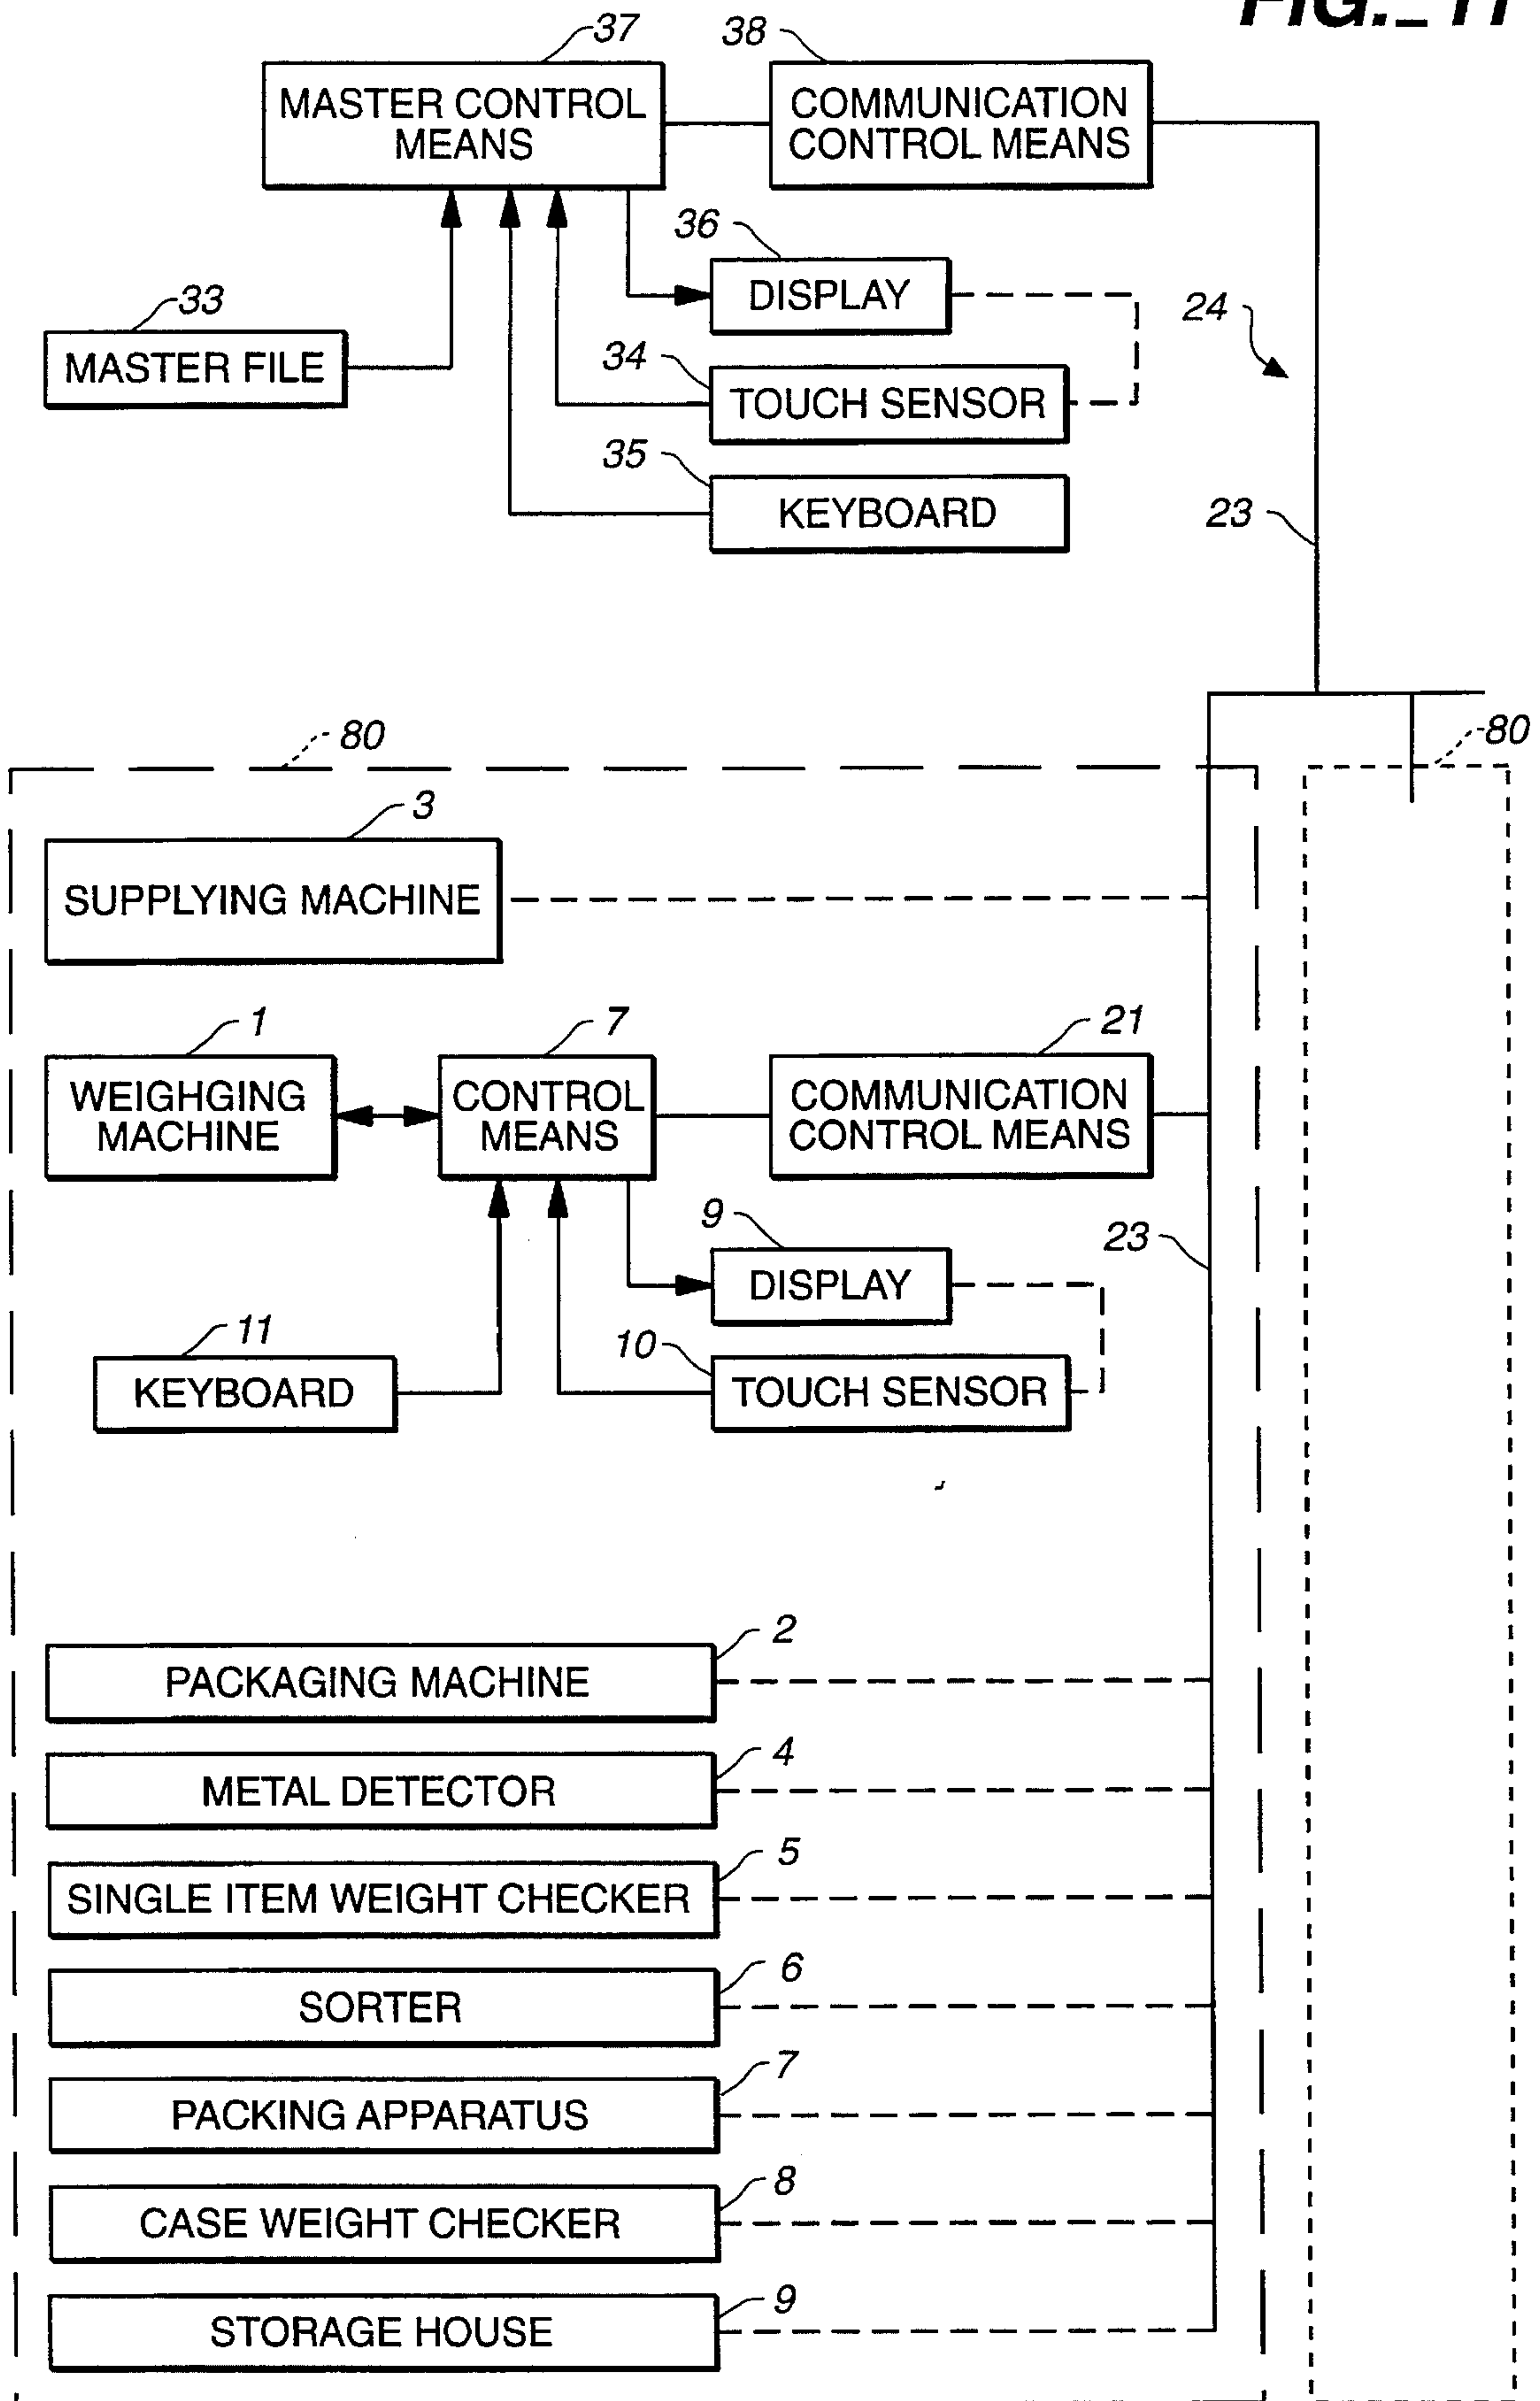 FIG._11
37
38
MASTER CONTROL
MEANS
COMMUNICATION
CONTROL MEANS
36
DISPLAY
24
33
MASTER FILE
34
TOUCH SENSOR
35
KEYBOARD
23
80
80
3
SUPPLYING MACHINE
1
7
21
WEIGHGING
MACHINE
CONTROL
MEANS
COMMUNICATION
CONTROL MEANS
9
DISPLAY
23
11
KEYBOARD
10
TOUCH SENSOR
2
PACKAGING MACHINE
4
METAL DETECTOR
5
SINGLE ITEM WEIGHT CHECKER
6
SORTER
7
PACKING APPARATUS
8
CASE WEIGHT CHECKER
9
STORAGE HOUSE